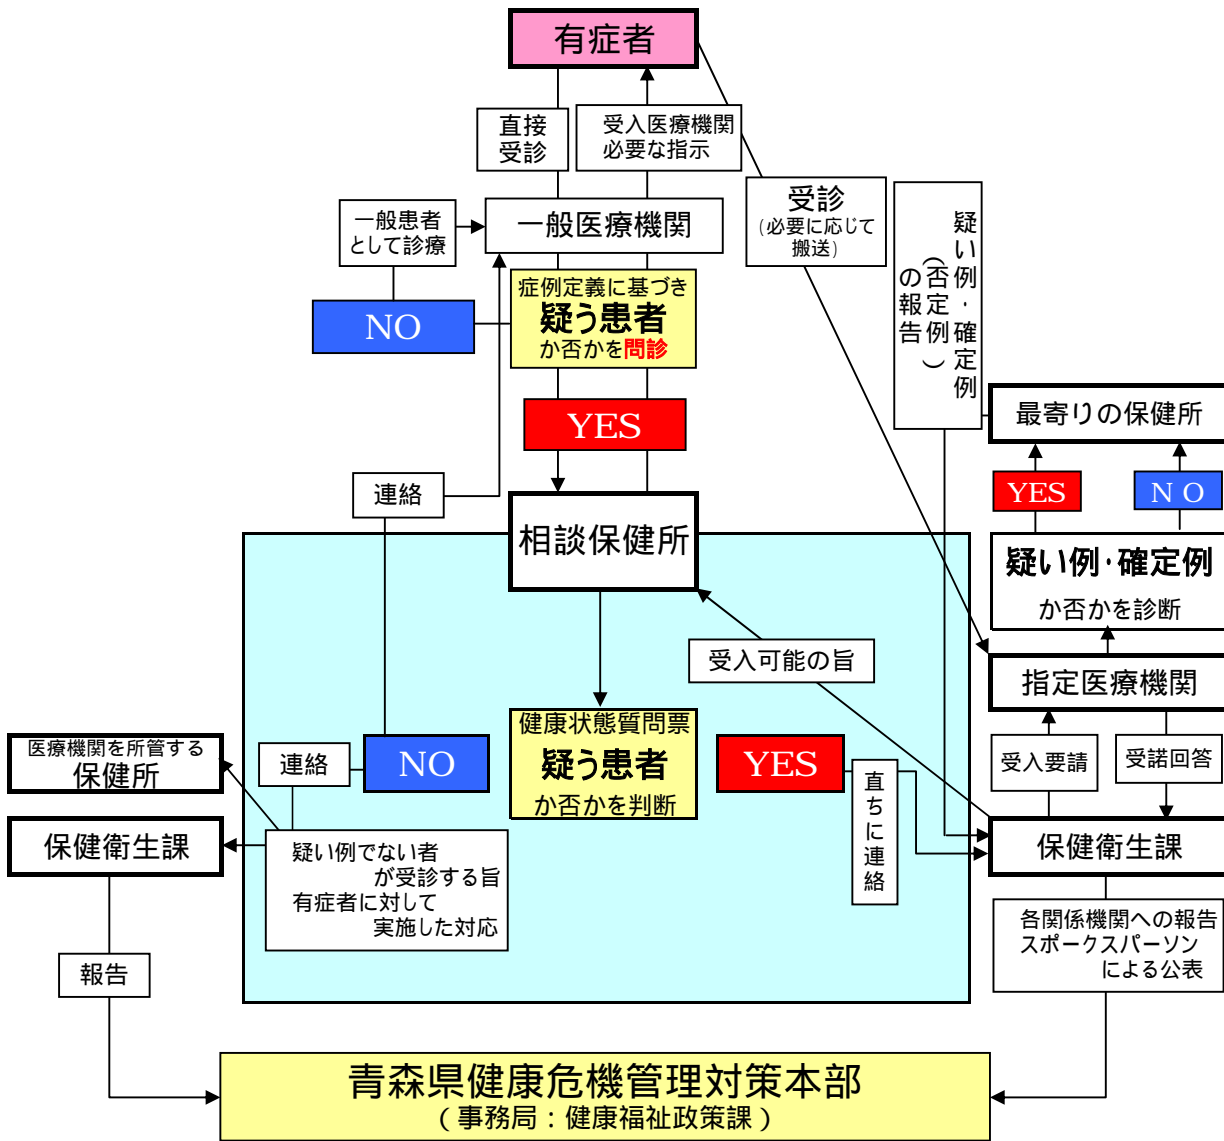 有症者
直接
受診
受入医療機関
必要な指示
受診
(必要に応じて
搬送)
疑い例・確定例
(否定例)
の報告
一般患者
として診療
一般医療機関
NO
症例定義に基づき
疑う患者
か否かを問診
YES
最寄りの保健所
YES
NO
連絡
相談保健所
疑い例・確定例
か否かを診断
受入可能の旨
指定医療機関
医療機関を所管する
保健所
連絡
NO
健康状態質問票
疑う患者
か否かを判断
YES
直ちに連絡
受入要請
受諾回答
保健衛生課
疑い例でない者
が受診する旨
有症者に対して
実施した対応
保健衛生課
報告
各関係機関への報告
スポークスパーソン
による公表
青森県健康危機管理対策本部
(事務局:健康福祉政策課)